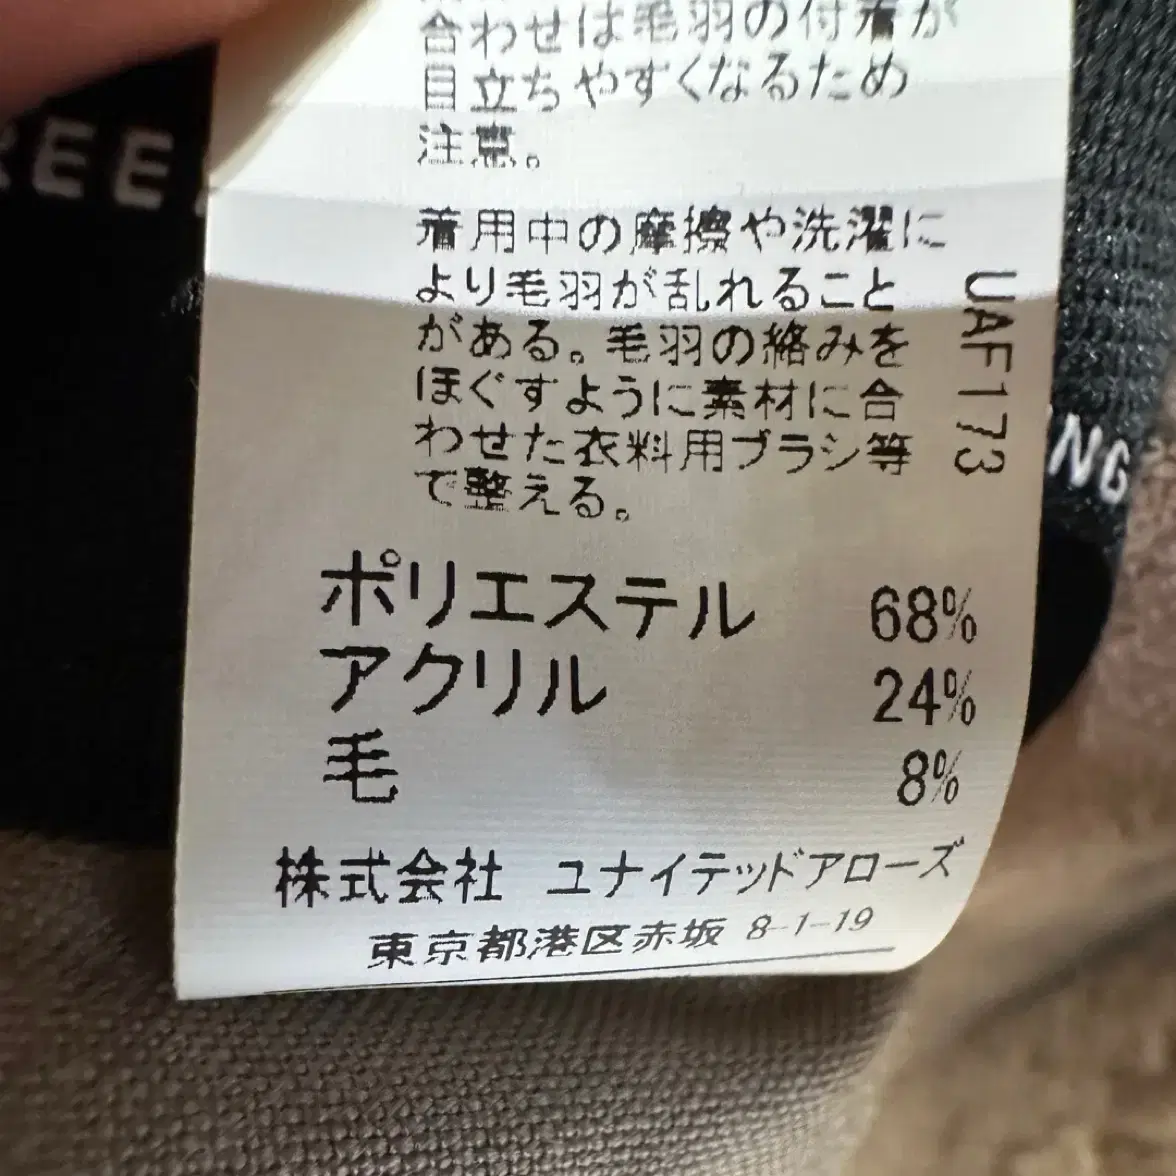 合わせは毛羽の付着が
目立ちやすくなるため
注意。
着用中の摩擦や洗濯に
より毛羽が乱れること
がある。毛羽の絡みを
ほぐすように素材に合
わせた衣料用ブラシ等
で整える。
UAF173
ポリエステル 68%
アクリル 24%
毛 8%
株式会社 ユナイテッドアローズ
東京都港区赤坂 8-1-19
REE
NG